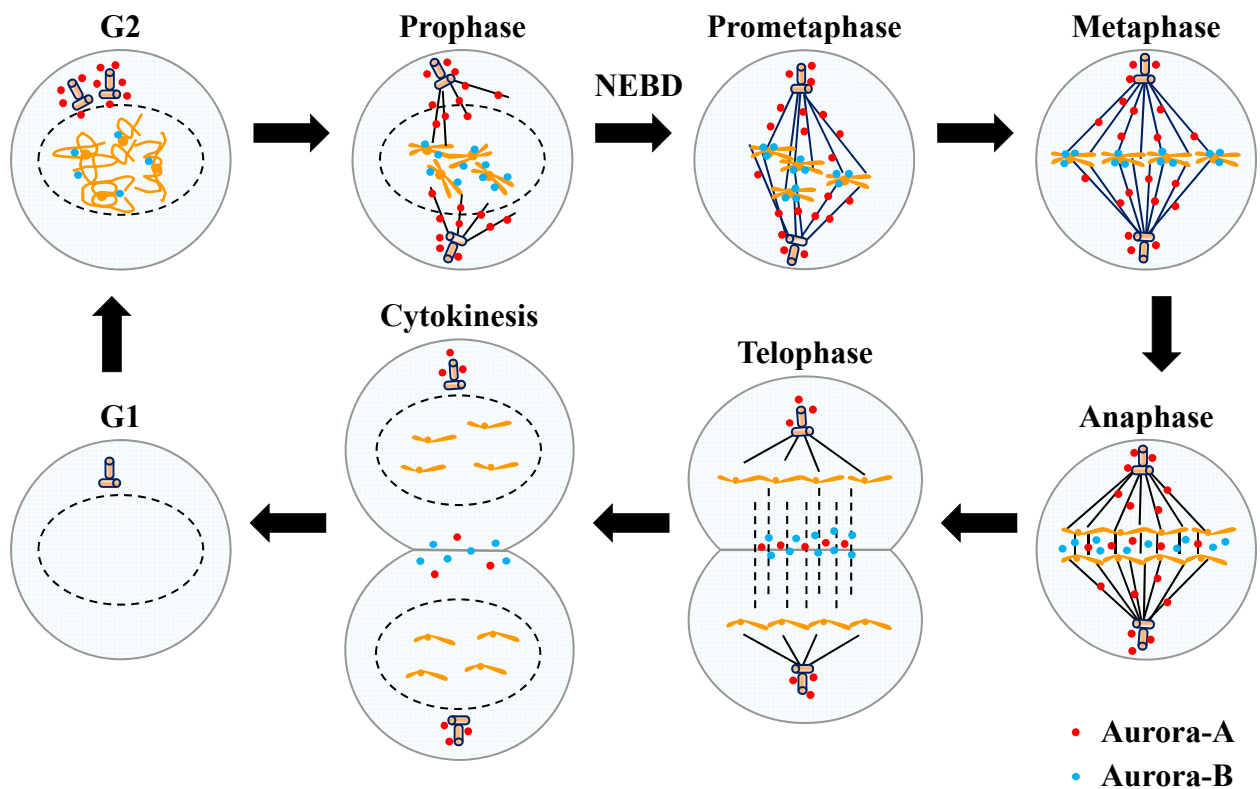 G2
Prophase
NEBD
Prometaphase
Metaphase
Anaphase
Telophase
Cytokinesis
G1
Aurora-A
Aurora-B